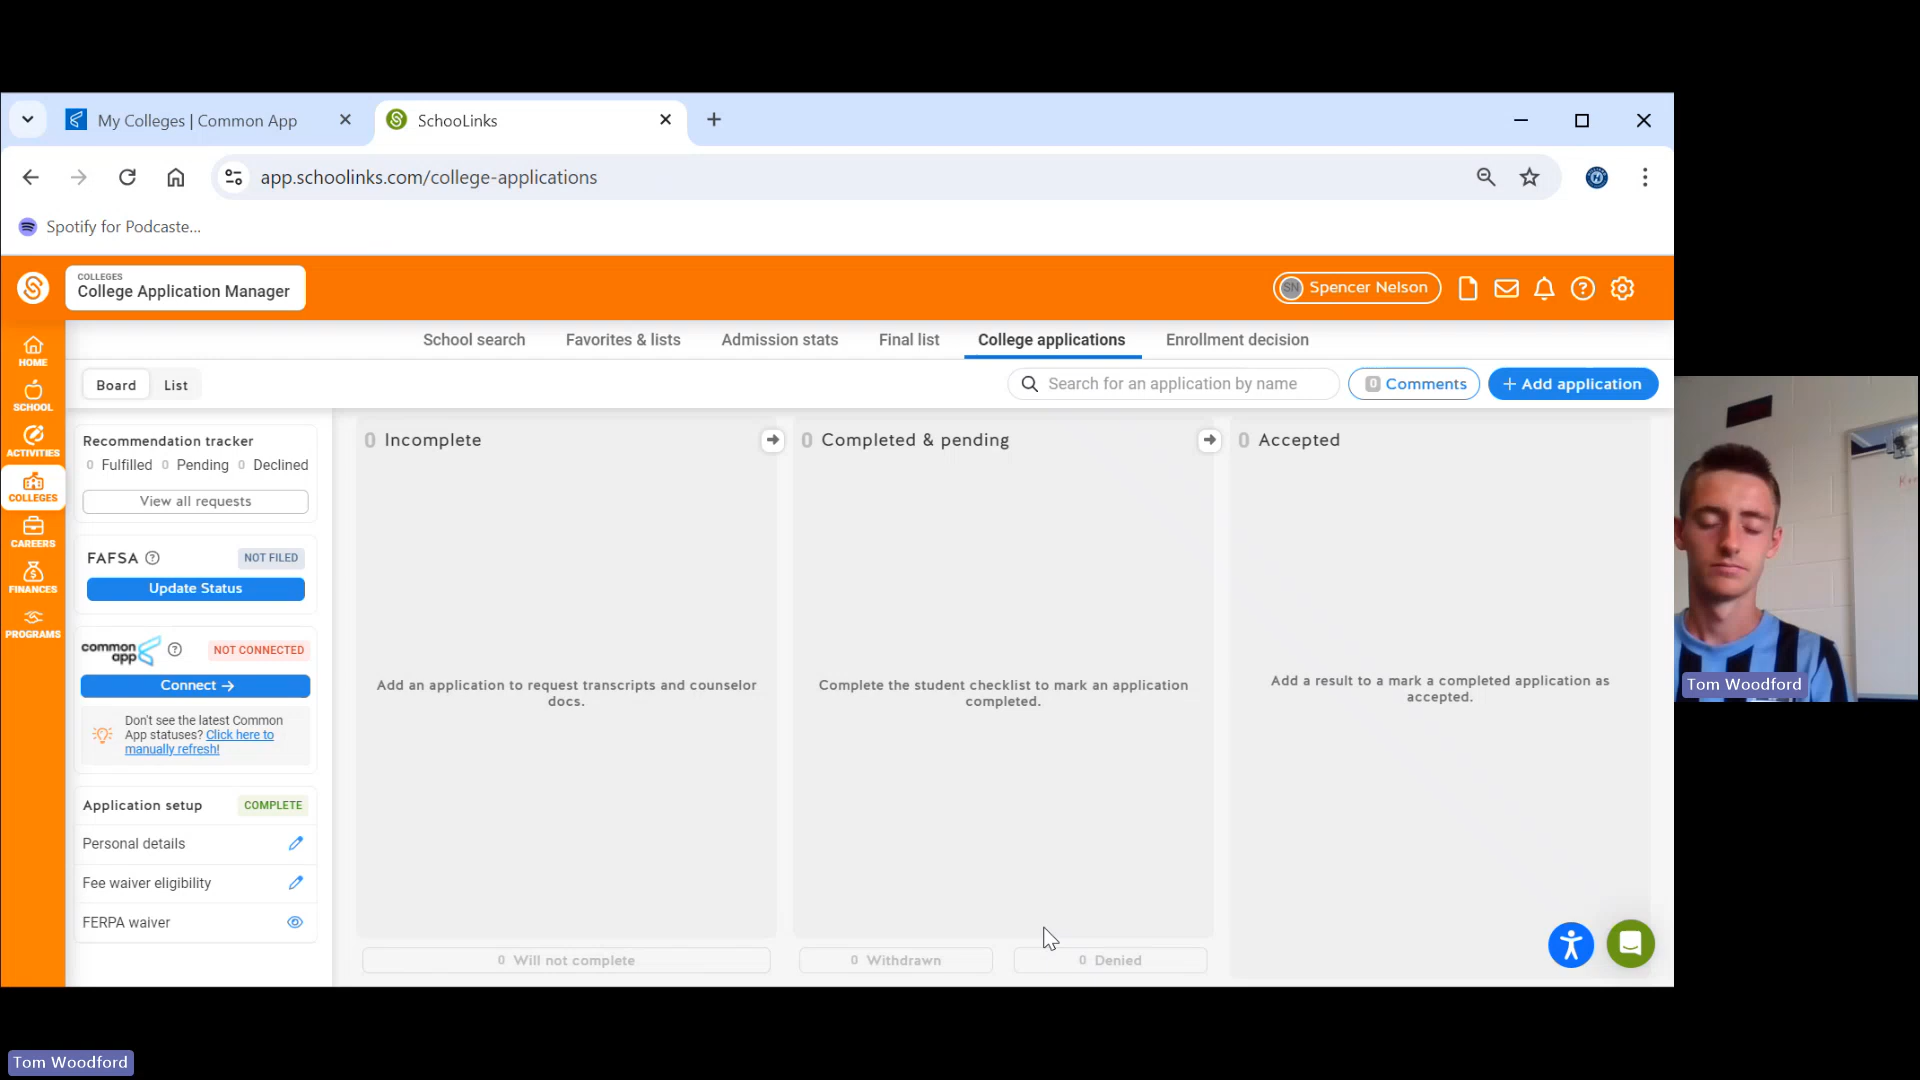 My Colleges | Common App
SchooLinks
app.schoolinks.com/college-applications
Spotify for Podcaste...
COLLEGES
College Application Manager
SN Spencer Nelson
HOME
SCHOOL
ACTIVITIES
COLLEGES
CAREERS
FINANCES
PROGRAMS
School search Favorites & lists Admission stats Final list College applications Enrollment decision
Board List
Search for an application by name
0 Comments
+ Add application
Recommendation tracker
0 Fulfilled 0 Pending 0 Declined
View all requests
FAFSA ? NOT FILED
Update Status
common app ? NOT CONNECTED
Connect →
Don't see the latest Common
App statuses? Click here to
manually refresh!
Application setup COMPLETE
Personal details
Fee waiver eligibility
FERPA waiver
0 Incomplete
Add an application to request transcripts and counselor
docs.
0 Will not complete
0 Completed & pending
Complete the student checklist to mark an application
completed.
0 Withdrawn
0 Denied
0 Accepted
Add a result to a mark a completed application as
accepted.
Tom Woodford
Tom Woodford